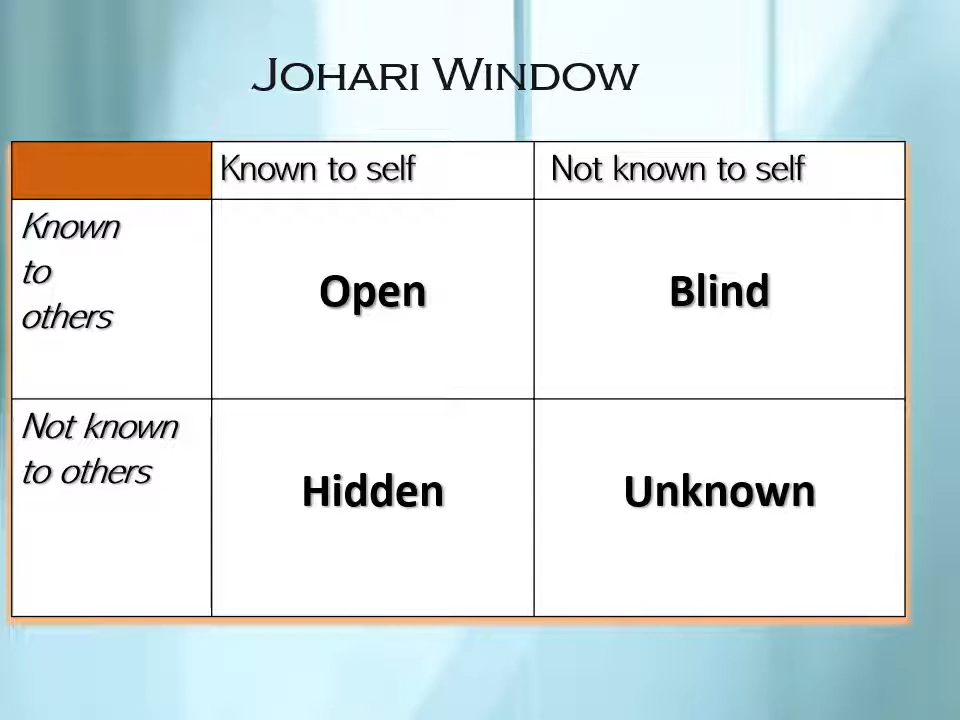 Johari Window
Known to self
Not known to self
Known
to
others
Open
Blind
Not known
to others
Hidden
Unknown